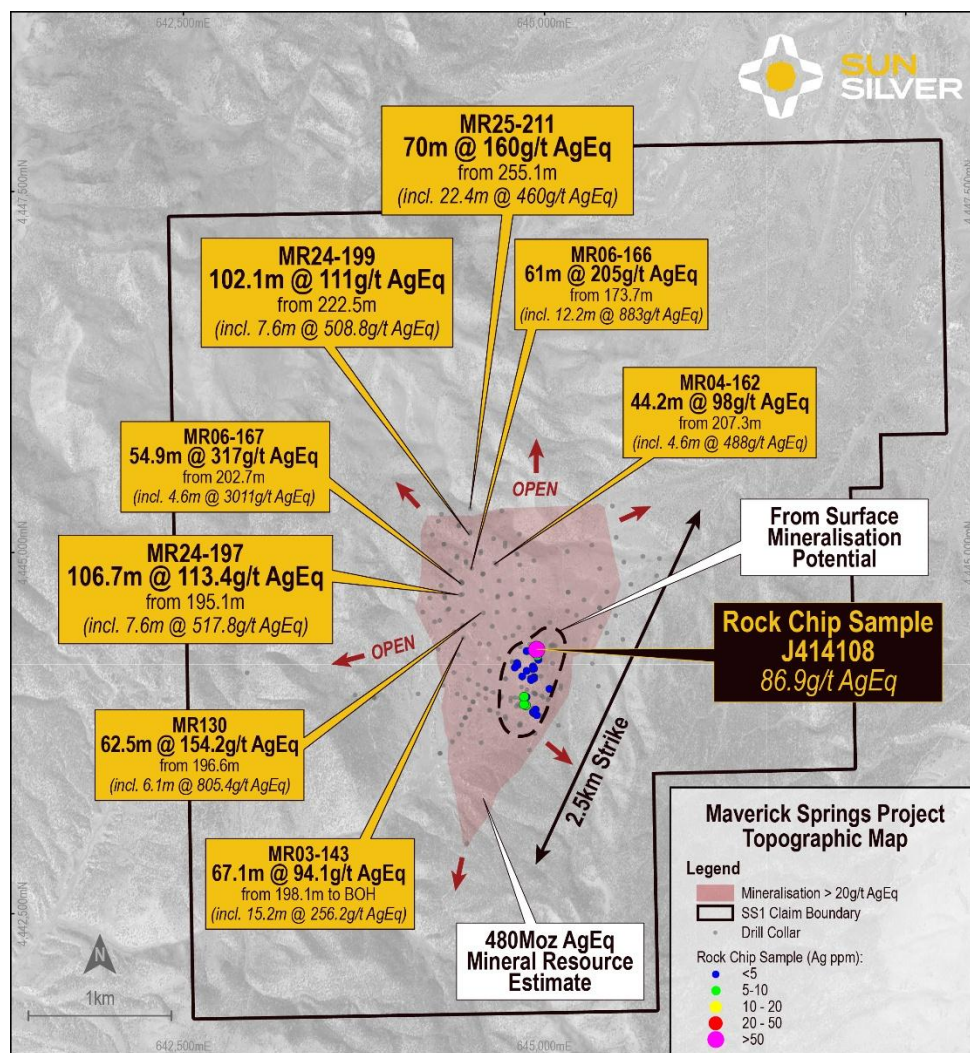 642,500mE
645,000mE
SUN
SILVER
MR25-211
70m @ 160g/t AgEq
from 255.1m
(incl. 22.4m @ 460g/t AgEq)
4,447,500mN
4,447,500mN
MR24-199
102.1m @ 111g/t AgEq
from 222.5m
(incl. 7.6m @ 508.8g/t AgEq)
MR06-166
61m @ 205g/t AgEq
from 173.7m
(incl. 12.2m @ 883g/t AgEq)
MR04-162
44.2m @ 98g/t AgEq
from 207.3m
(incl. 4.6m @ 488g/t AgEq)
MR06-167
54.9m @ 317g/t AgEq
from 202.7m
(incl. 4.6m @ 3011g/t AgEq)
OPEN
From Surface
Mineralisation
Potential
4,445,000mN
4,445,000mN
MR24-197
106.7m @ 113.4g/t AgEq
from 195.1m
(incl. 7.6m @ 517.8g/t AgEq)
OPEN
Rock Chip Sample
J414108
86.9g/t AgEq
MR130
62.5m @ 154.2g/t AgEq
from 196.6m
(incl. 6.1m @ 805.4g/t AgEq)
2.5km Strike
MR03-143
67.1m @ 94.1g/t AgEq
from 198.1m to BOH
(incl. 15.2m @ 256.2g/t AgEq)
4,442,500mN
480Moz AgEq
Mineral Resource
Estimate
N
1km
Maverick Springs Project
Topographic Map
Legend
Mineralisation > 20g/t AgEq
SS1 Claim Boundary
Drill Collar
Rock Chip Sample (Ag ppm):
<5
5-10
10 - 20
20 - 50
>50
642,500mE
645,000mE